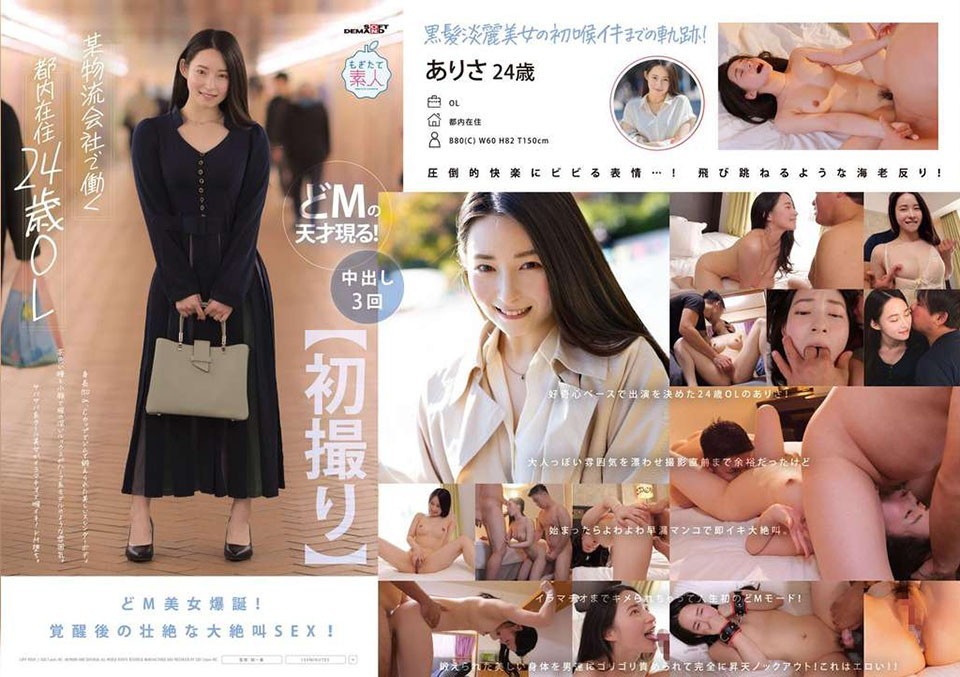 SOFT
DEMAND
もぎたて
素人
某物流会社で働く
都内在住
24歳OL
どMの
天才現る!
中出し
3回
【初撮り】
どM美女爆誕!
覚醒後の壮絶な大絶叫SEX!
黒髪淡麗美女の初喉イキまでの軌跡!
ありさ 24歳
OL
都内在住
B80(C) W60 H82 T150cm
圧倒的快楽にビビる表情…! 飛び跳ねるような海老反り!
好奇心ベースで出演を決めた24歳OLのありさ!
大人っぽい雰囲気を漂わせ撮影直前まで余裕だったけど
始まったらよわよわ早漏マンコで即イキ大絶叫。
イラマチオまでキメられちゃって人生初のどMモード!
鍛えられた美しい身体を男達にゴリゴリ責められて完全に昇天ノックアウト!これはエロい!!